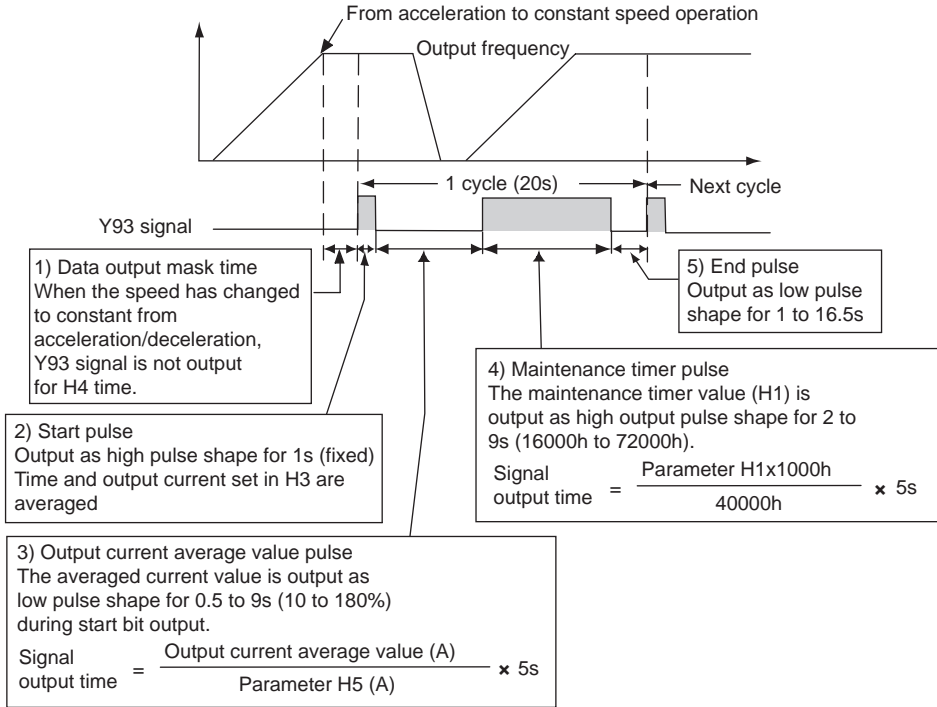 From acceleration to constant speed operation
Output frequency
1 cycle (20s)
Next cycle
Y93 signal
1) Data output mask time
When the speed has changed
to constant from
acceleration/deceleration,
Y93 signal is not output
for H4 time.
5) End pulse
Output as low pulse
shape for 1 to 16.5s
2) Start pulse
Output as high pulse shape for 1s (fixed)
Time and output current set in H3 are
averaged
4) Maintenance timer pulse
The maintenance timer value (H1) is
output as high output pulse shape for 2 to
9s (16000h to 72000h).
Signal
output time = Parameter H1x1000h
40000h × 5s
3) Output current average value pulse
The averaged current value is output as
low pulse shape for 0.5 to 9s (10 to 180%)
during start bit output.
Signal
output time = Output current average value (A)
Parameter H5 (A) × 5s